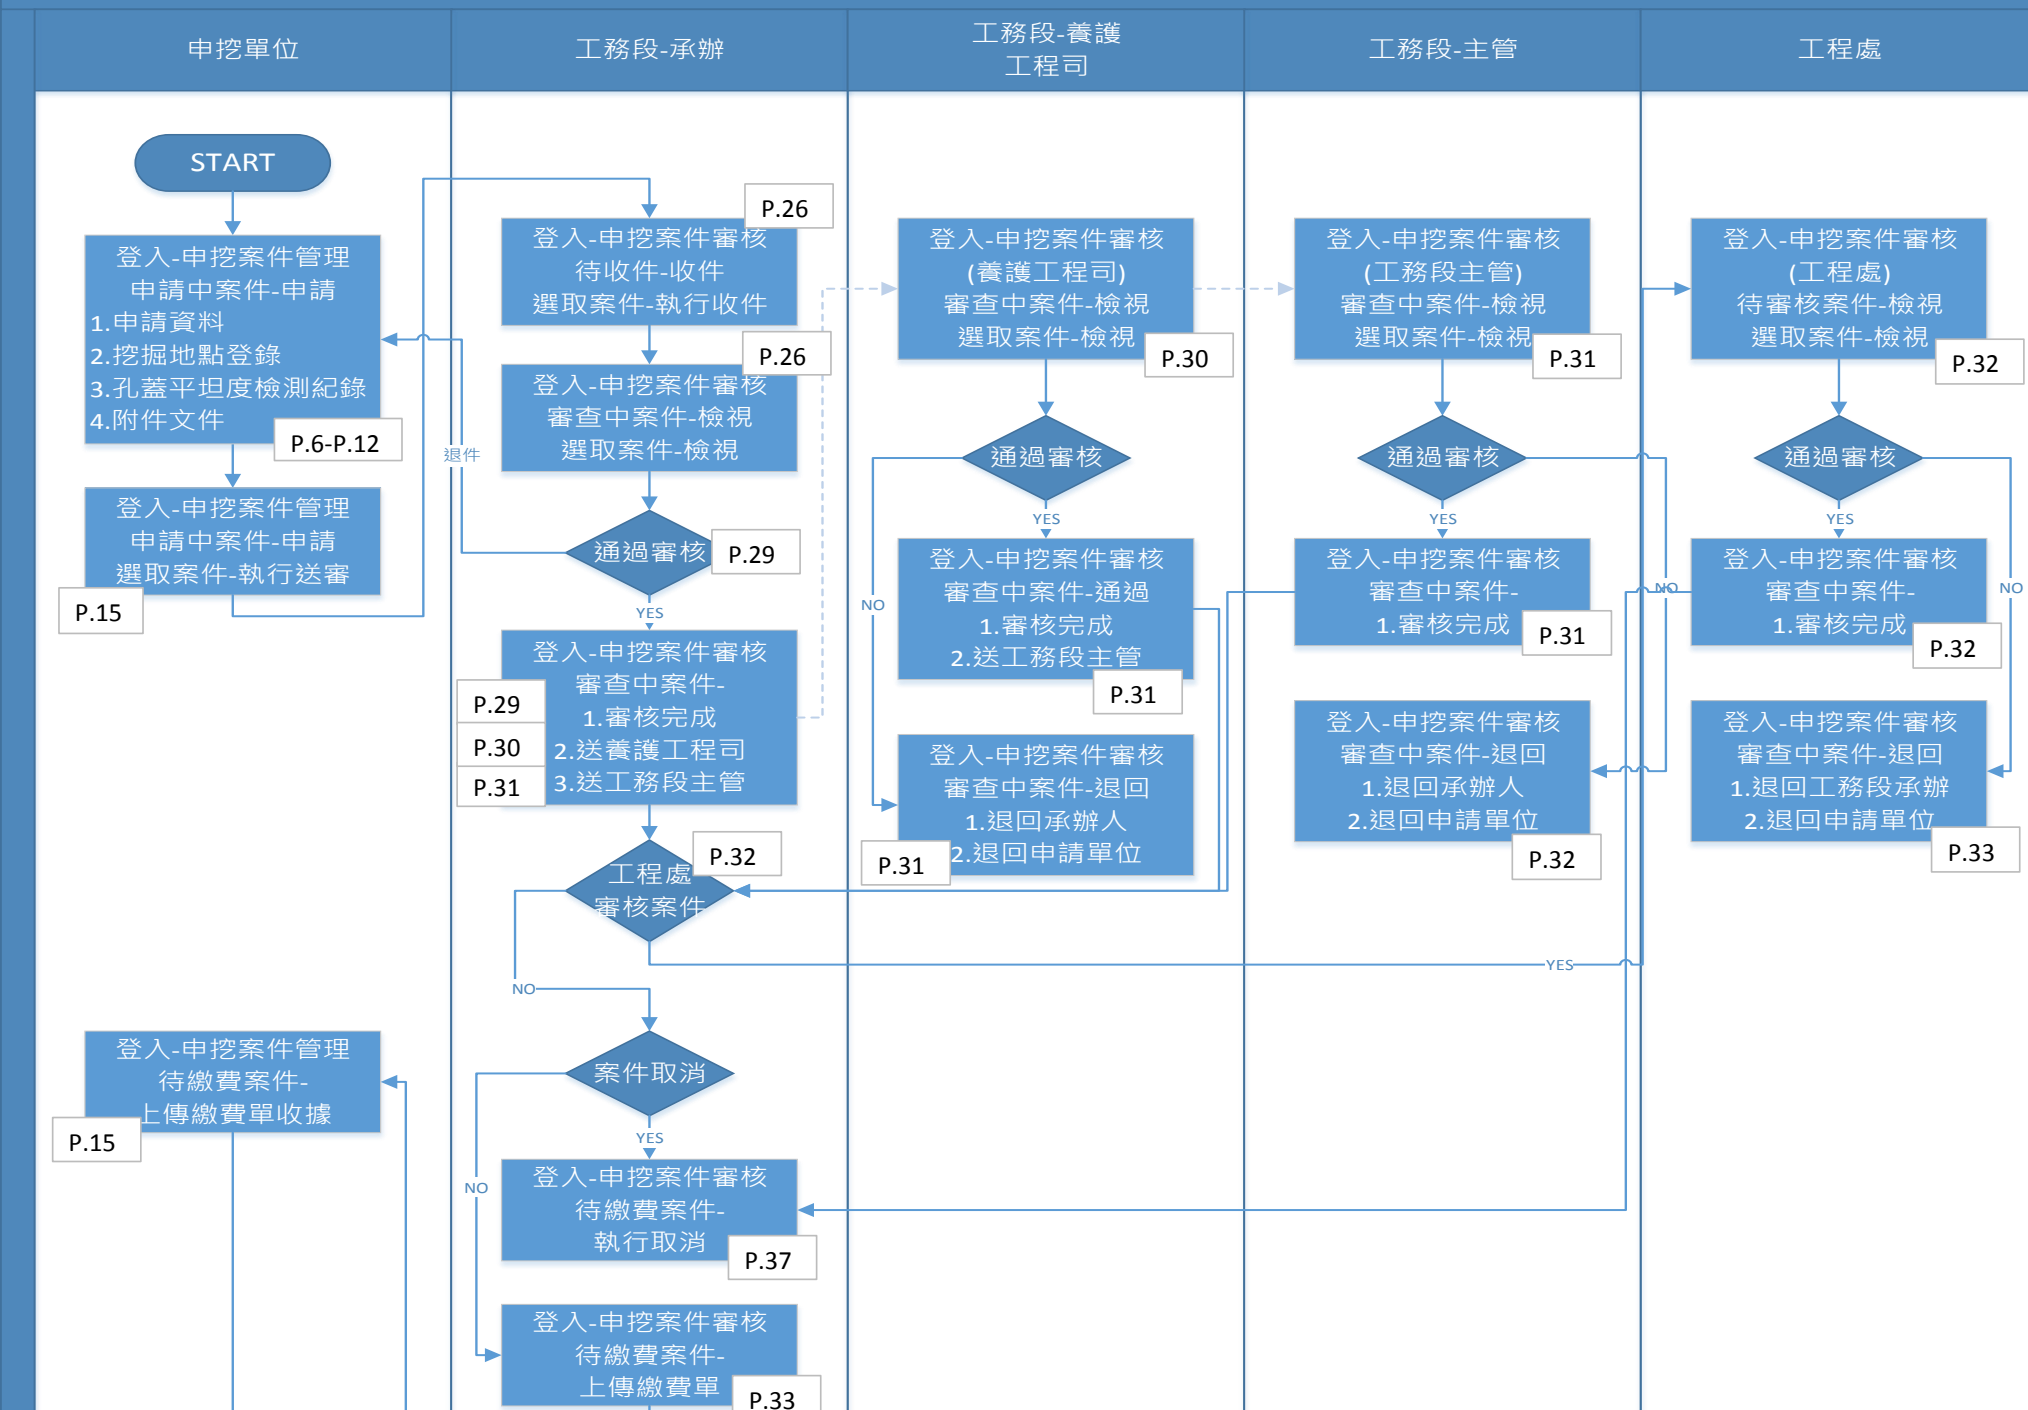 申挖單位
工務段-承辦
工務段-養護
工程司
工務段-主管
工程處
START
登入-申挖案件管理
申請中案件-申請
1.申請資料
2.挖掘地點登錄
3.孔蓋平坦度檢測紀錄
4.附件文件
P.6-P.12
登入-申挖案件管理
申請中案件-申請
選取案件-執行送審
P.15
登入-申挖案件管理
待繳費案件-
上傳繳費單收據
P.15
退件
P.26
登入-申挖案件審核
待收件-收件
選取案件-執行收件
P.26
登入-申挖案件審核
審查中案件-檢視
選取案件-檢視
通過審核
P.29
YES
登入-申挖案件審核
審查中案件-
1.審核完成
2.送養護工程司
3.送工務段主管
P.29
P.30
P.31
工程處
審核案件
P.32
NO
YES
案件取消
YES
NO
登入-申挖案件審核
待繳費案件-
執行取消
P.37
登入-申挖案件審核
待繳費案件-
上傳繳費單
P.33
登入-申挖案件審核
(養護工程司)
審查中案件-檢視
選取案件-檢視
P.30
通過審核
YES
NO
登入-申挖案件審核
審查中案件-通過
1.審核完成
2.送工務段主管
P.31
登入-申挖案件審核
審查中案件-退回
1.退回承辦人
2.退回申請單位
P.31
登入-申挖案件審核
(工務段主管)
審查中案件-檢視
選取案件-檢視
P.31
通過審核
YES
NO
登入-申挖案件審核
審查中案件-
1.審核完成
P.31
登入-申挖案件審核
審查中案件-退回
1.退回承辦人
2.退回申請單位
P.32
登入-申挖案件審核
(工程處)
待審核案件-檢視
選取案件-檢視
P.32
通過審核
YES
NO
登入-申挖案件審核
審查中案件-
1.審核完成
P.32
登入-申挖案件審核
審查中案件-退回
1.退回工務段承辦
2.退回申請單位
P.33